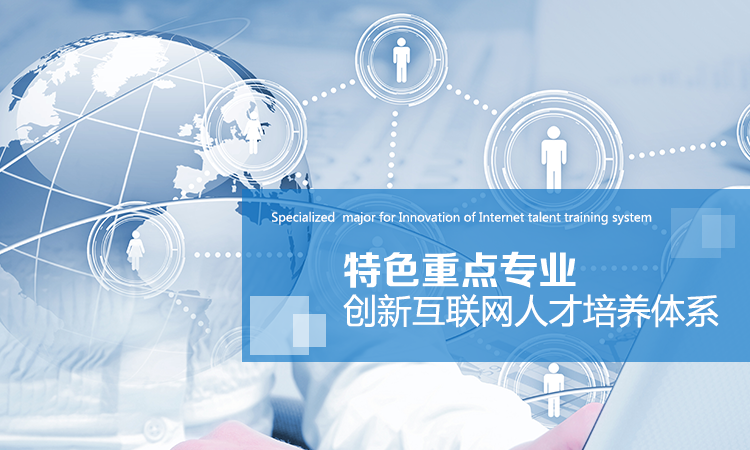 Specialized major for Innovation of Internet talent training system
特色重点专业
创新互联网人才培养体系